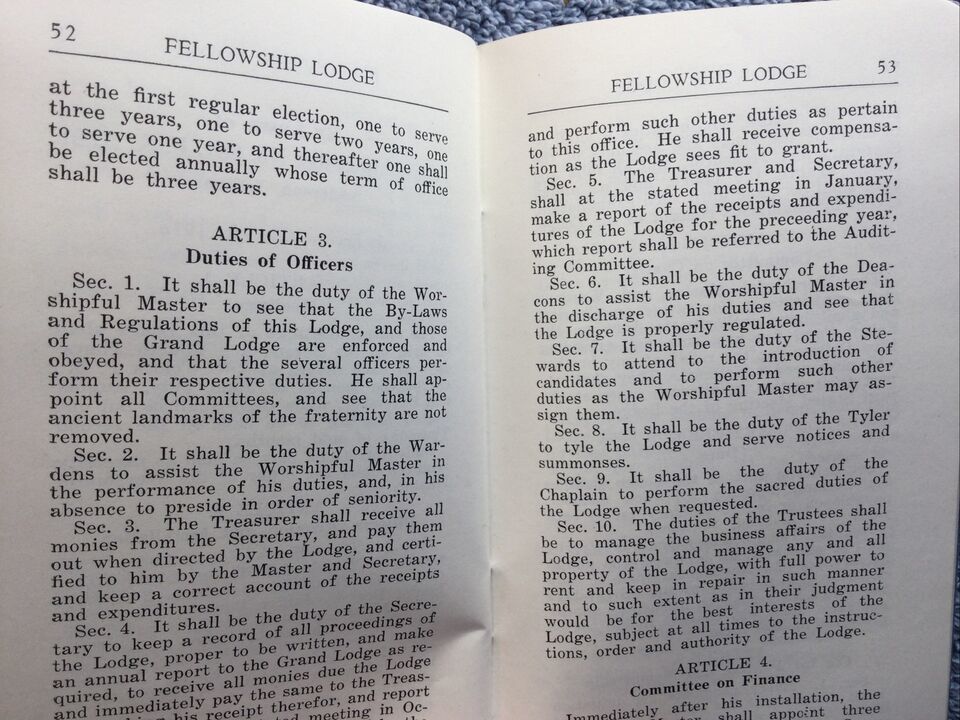 52
FELLOWSHIP LODGE
at the first regular election, one to serve
three years, one to serve two years, one
to serve one year, and thereafter one shall
be elected annually whose term of office
shall be three years.
ARTICLE 3.
Duties of Officers
Sec. 1. It shall be the duty of the Wor-
shipful Master to see that the By-Laws
and Regulations of this Lodge, and those
of the Grand Lodge are enforced and
obeyed, and that the several officers per-
form their respective duties. He shall ap-
point all Committees, and see that the
ancient landmarks of the fraternity are not
removed.
Sec. 2. It shall be the duty of the War-
dens to assist the Worshipful Master in
the performance of his duties, and, in his
absence to preside in order of seniority.
Sec. 3. The Treasurer shall receive all
monies from the Secretary, and pay them
out when directed by the Lodge, and certi-
fied to him by the Master and Secretary,
and keep a correct account of the receipts
and expenditures.
Sec. 4. It shall be the duty of the Secre-
tary to keep a record of all proceedings of
the Lodge, proper to be written, and make
an annual report to the Grand Lodge as re-
quired, to receive all monies due the Lodge
and immediately pay the same to the Treas-
his receipt therefor, and report
meeting in Oc-
the
FELLOWSHIP LODGE
53
and perform such other duties as pertain
to this office. He shall receive compensa-
tion as the Lodge sees fit to grant.
Sec. 5. The Treasurer and Secretary,
shall at the stated meeting in January,
make a report of the receipts and expendi-
tures of the Lodge for the preceeding year,
which report shall be referred to the Audit-
ing Committee.
Sec. 6. It shall be the duty of the Dea-
cons to assist the Worshipful Master in
the discharge of his duties and see that
the Lodge is properly regulated.
Sec. 7. It shall be the duty of the Ste-
wards to attend to the introduction of
candidates and to perform such other
duties as the Worshipful Master may as-
sign them.
Sec. 8. It shall be the duty of the Tyler
to tyle the Lodge and serve notices and
summonses.
Sec. 9. It shall be the duty of the
Chaplain to perform the sacred duties of
the Lodge when requested.
Sec. 10. The duties of the Trustees shall
be to manage the business affairs of the
Lodge, control and manage any and all
property of the Lodge, with full power to
rent and keep in repair in such manner
and to such extent as in their judgment
would be for the best interests of the
Lodge, subject at all times to the instruc-
tions, order and authority of the Lodge.
ARTICLE 4.
Committee on Finance
Immediately after his installation, the
Master shall appoint three